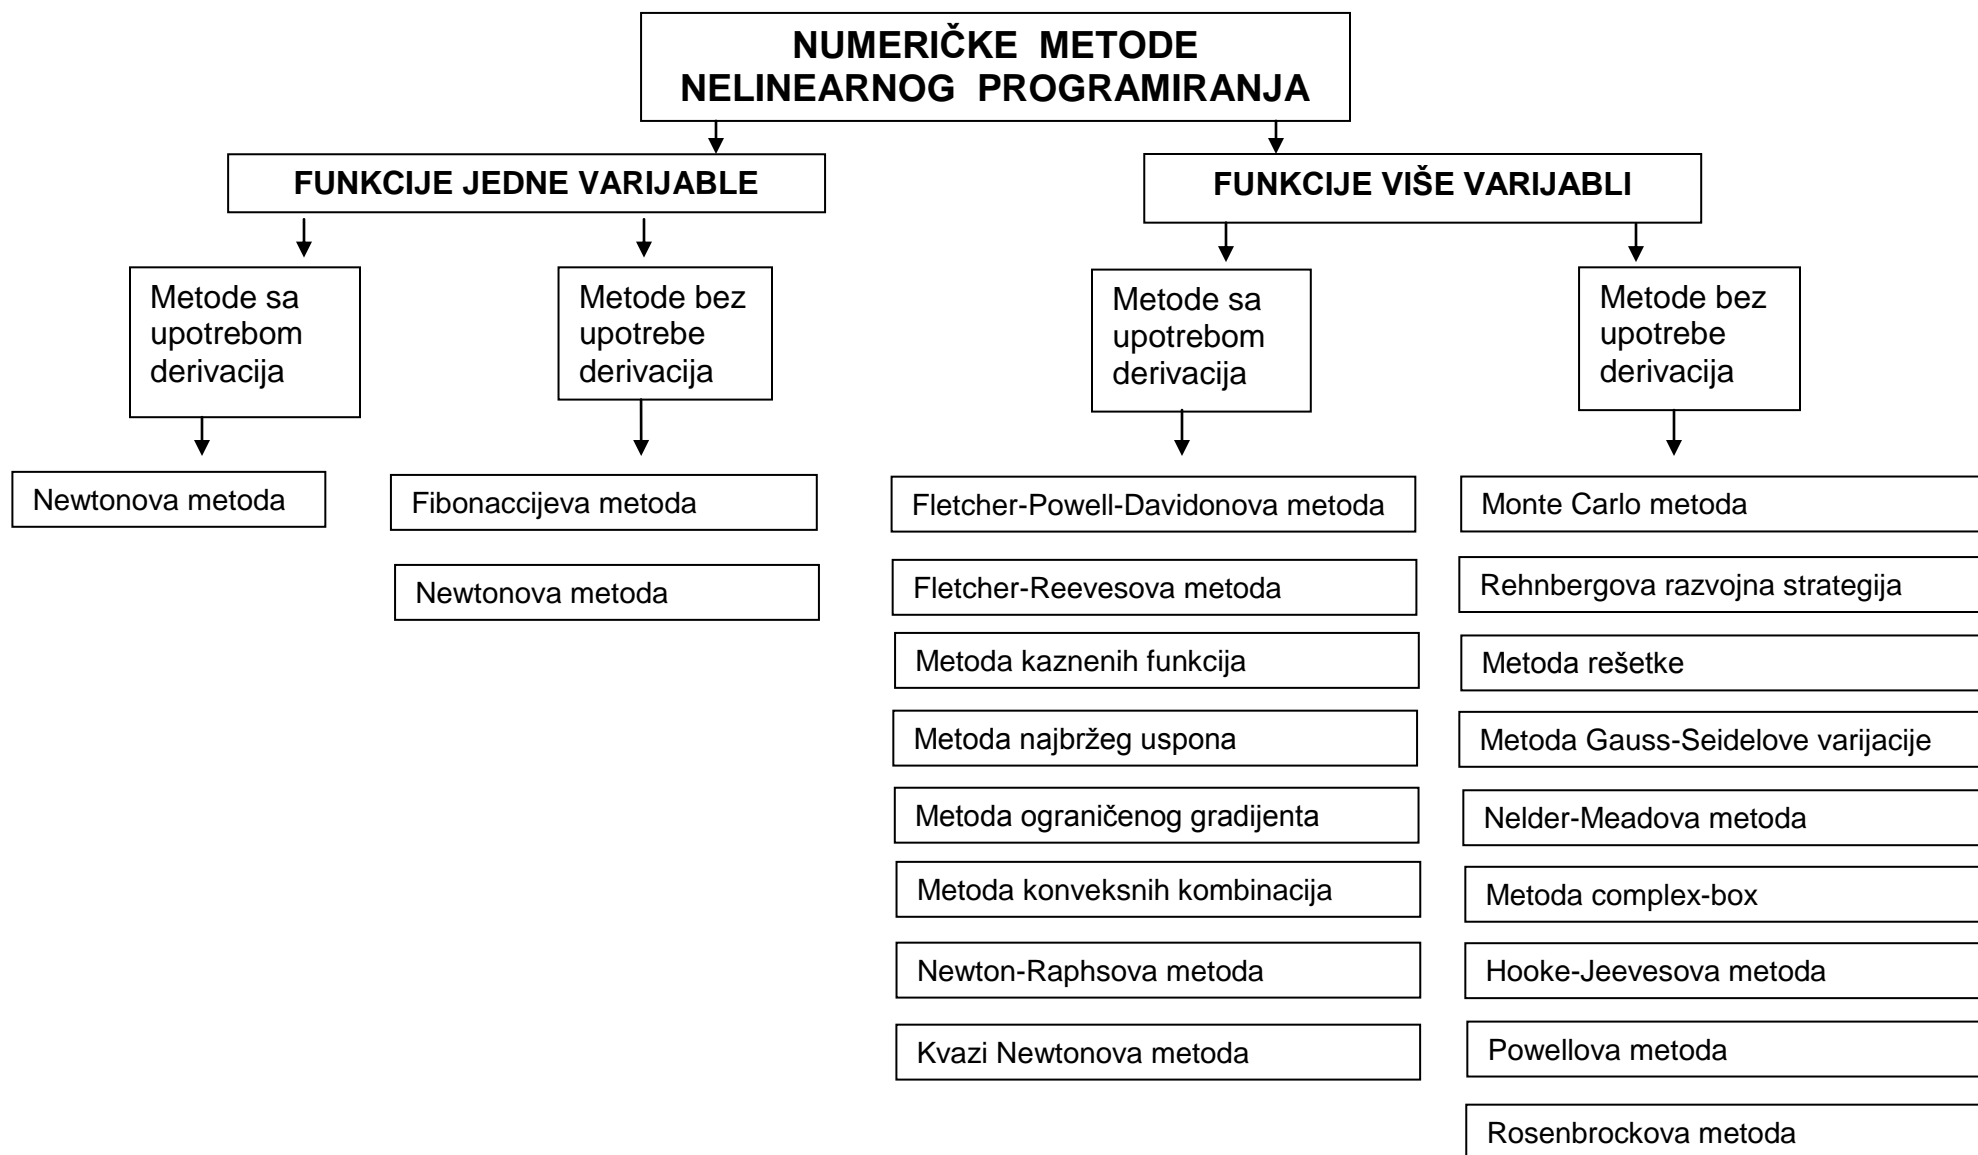 NUMERIČKE METODE
NELINEARNOG PROGRAMIRANJA
FUNKCIJE JEDNE VARIJABLE
FUNKCIJE VIŠE VARIJABLI
Metode sa
upotrebom
derivacija
Metode bez
upotrebe
derivacija
Metode sa
upotrebom
derivacija
Metode bez
upotrebe
derivacija
Newtonova metoda
Fibonaccijeva metoda
Newtonova metoda
Fletcher-Powell-Davidonova metoda
Fletcher-Reevesova metoda
Metoda kaznenih funkcija
Metoda najbržeg uspona
Metoda ograničenog gradijenta
Metoda konveksnih kombinacija
Newton-Raphsova metoda
Kvazi Newtonova metoda
Monte Carlo metoda
Rehnbergova razvojna strategija
Metoda rešetke
Metoda Gauss-Seidelove varijacije
Nelder-Meadova metoda
Metoda complex-box
Hooke-Jeevesova metoda
Powellova metoda
Rosenbrockova metoda